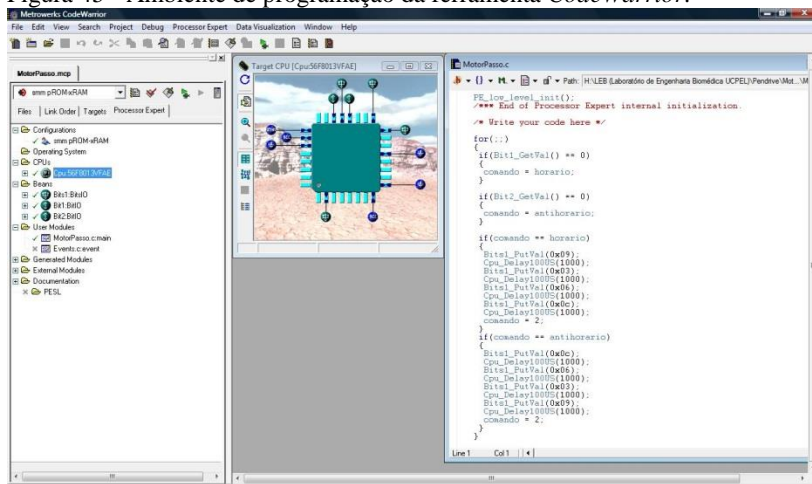 Figura 43 - Ambiente de programação da ferramenta CodeWarrior.
Metrowerks CodeWarrior
File Edit View Search Project Debug Processor Expert Data Visualization Window Help
MotorPasso.mcp
smm pROM-xRAM
Files Link Order Targets Processor Expert
Configurations
smm pROM-xRAM
Operating System
CPUs
Cpu:56F8013VFAE
Beans
Bits1:BitsIO
Bit1:BitIO
Bit2:BitIO
User Modules
MotorPasso.c:main
Events.c:event
Generated Modules
External Modules
Documentation
PESL
Target CPU [Cpu:56F8013VFAE]
MotorPasso.c
Path: H:\LEB (Laboratório de Engenharia Biomédica UCPEL)\Pendrive\Mot...\M
PE_low_level_init();
/*** End of Processor Expert internal initialization.
/* Write your code here */
for(;;)
{
if(Bit1_GetVal() == 0)
{
comando = horario;
}
if(Bit2_GetVal() == 0)
{
comando = antihorario;
}
if(comando == horario)
{
Bits1_PutVal(0x09);
Cpu_Delay100US(1000);
Bits1_PutVal(0x03);
Cpu_Delay100US(1000);
Bits1_PutVal(0x06);
Cpu_Delay100US(1000);
Bits1_PutVal(0x0c);
Cpu_Delay100US(1000);
comando = 2;
}
if(comando == antihorario)
{
Bits1_PutVal(0x0c);
Cpu_Delay100US(1000);
Bits1_PutVal(0x06);
Cpu_Delay100US(1000);
Bits1_PutVal(0x03);
Cpu_Delay100US(1000);
Bits1_PutVal(0x09);
Cpu_Delay100US(1000);
comando = 2;
}
}
Line 1 Col 1